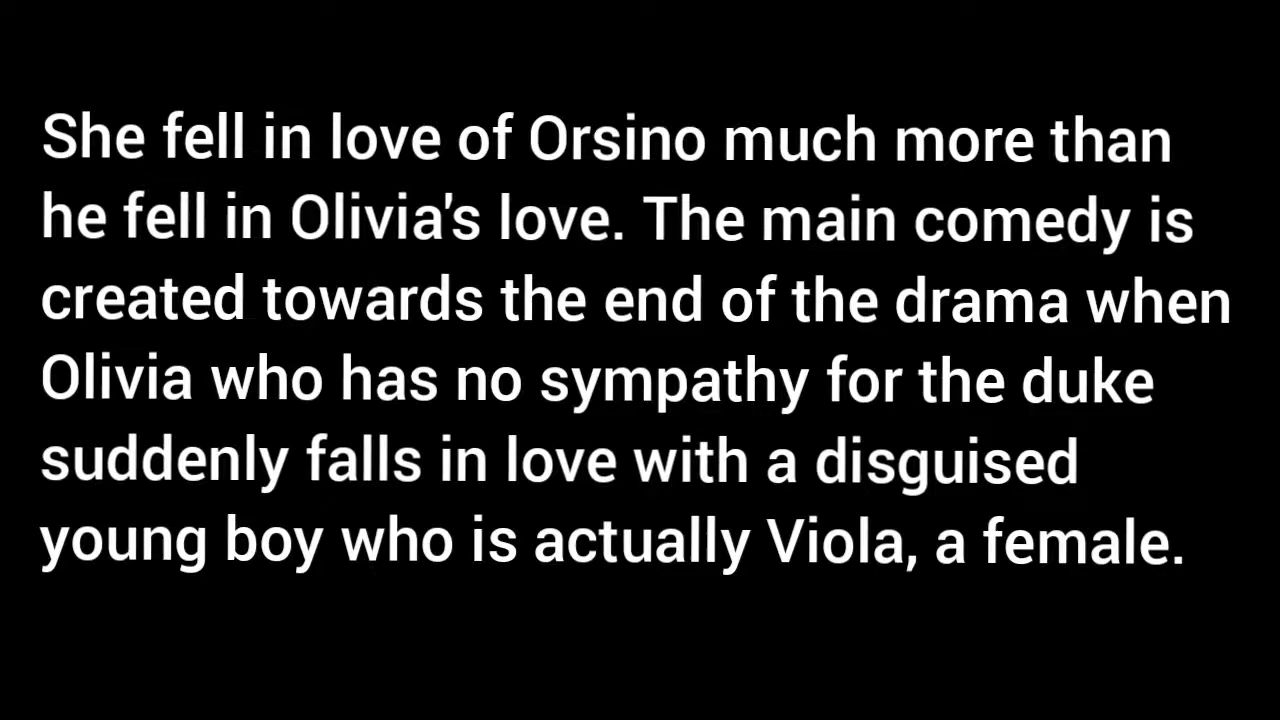 She fell in love of Orsino much more than
he fell in Olivia's love. The main comedy is
created towards the end of the drama when
Olivia who has no sympathy for the duke
suddenly falls in love with a disguised
young boy who is actually Viola, a female.